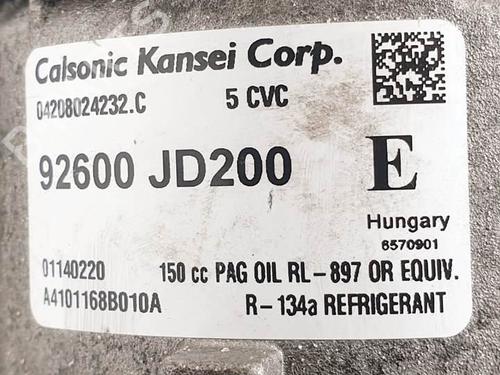 Calsonic Kansei Corp.
04208024232.C 5 CVC
92600 JD200 E
Hungary
6570901
01140220 150 cc PAG OIL RL-897 OR EQUIV.
A4101168B010A R-134a REFRIGERANT